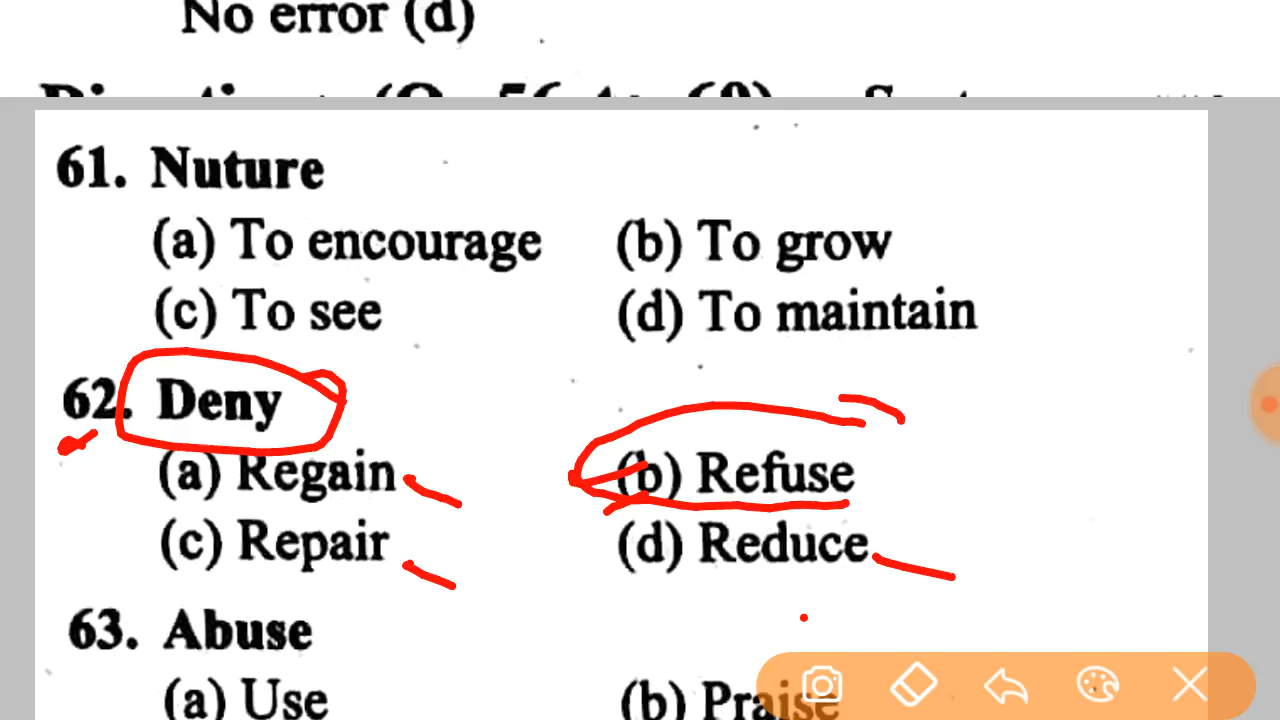 No error (d)
61. Nuture
(a) To encourage (b) To grow
(c) To see (d) To maintain
62. Deny
(a) Regain (b) Refuse
(c) Repair (d) Reduce
63. Abuse
(a) Use (b) Praise